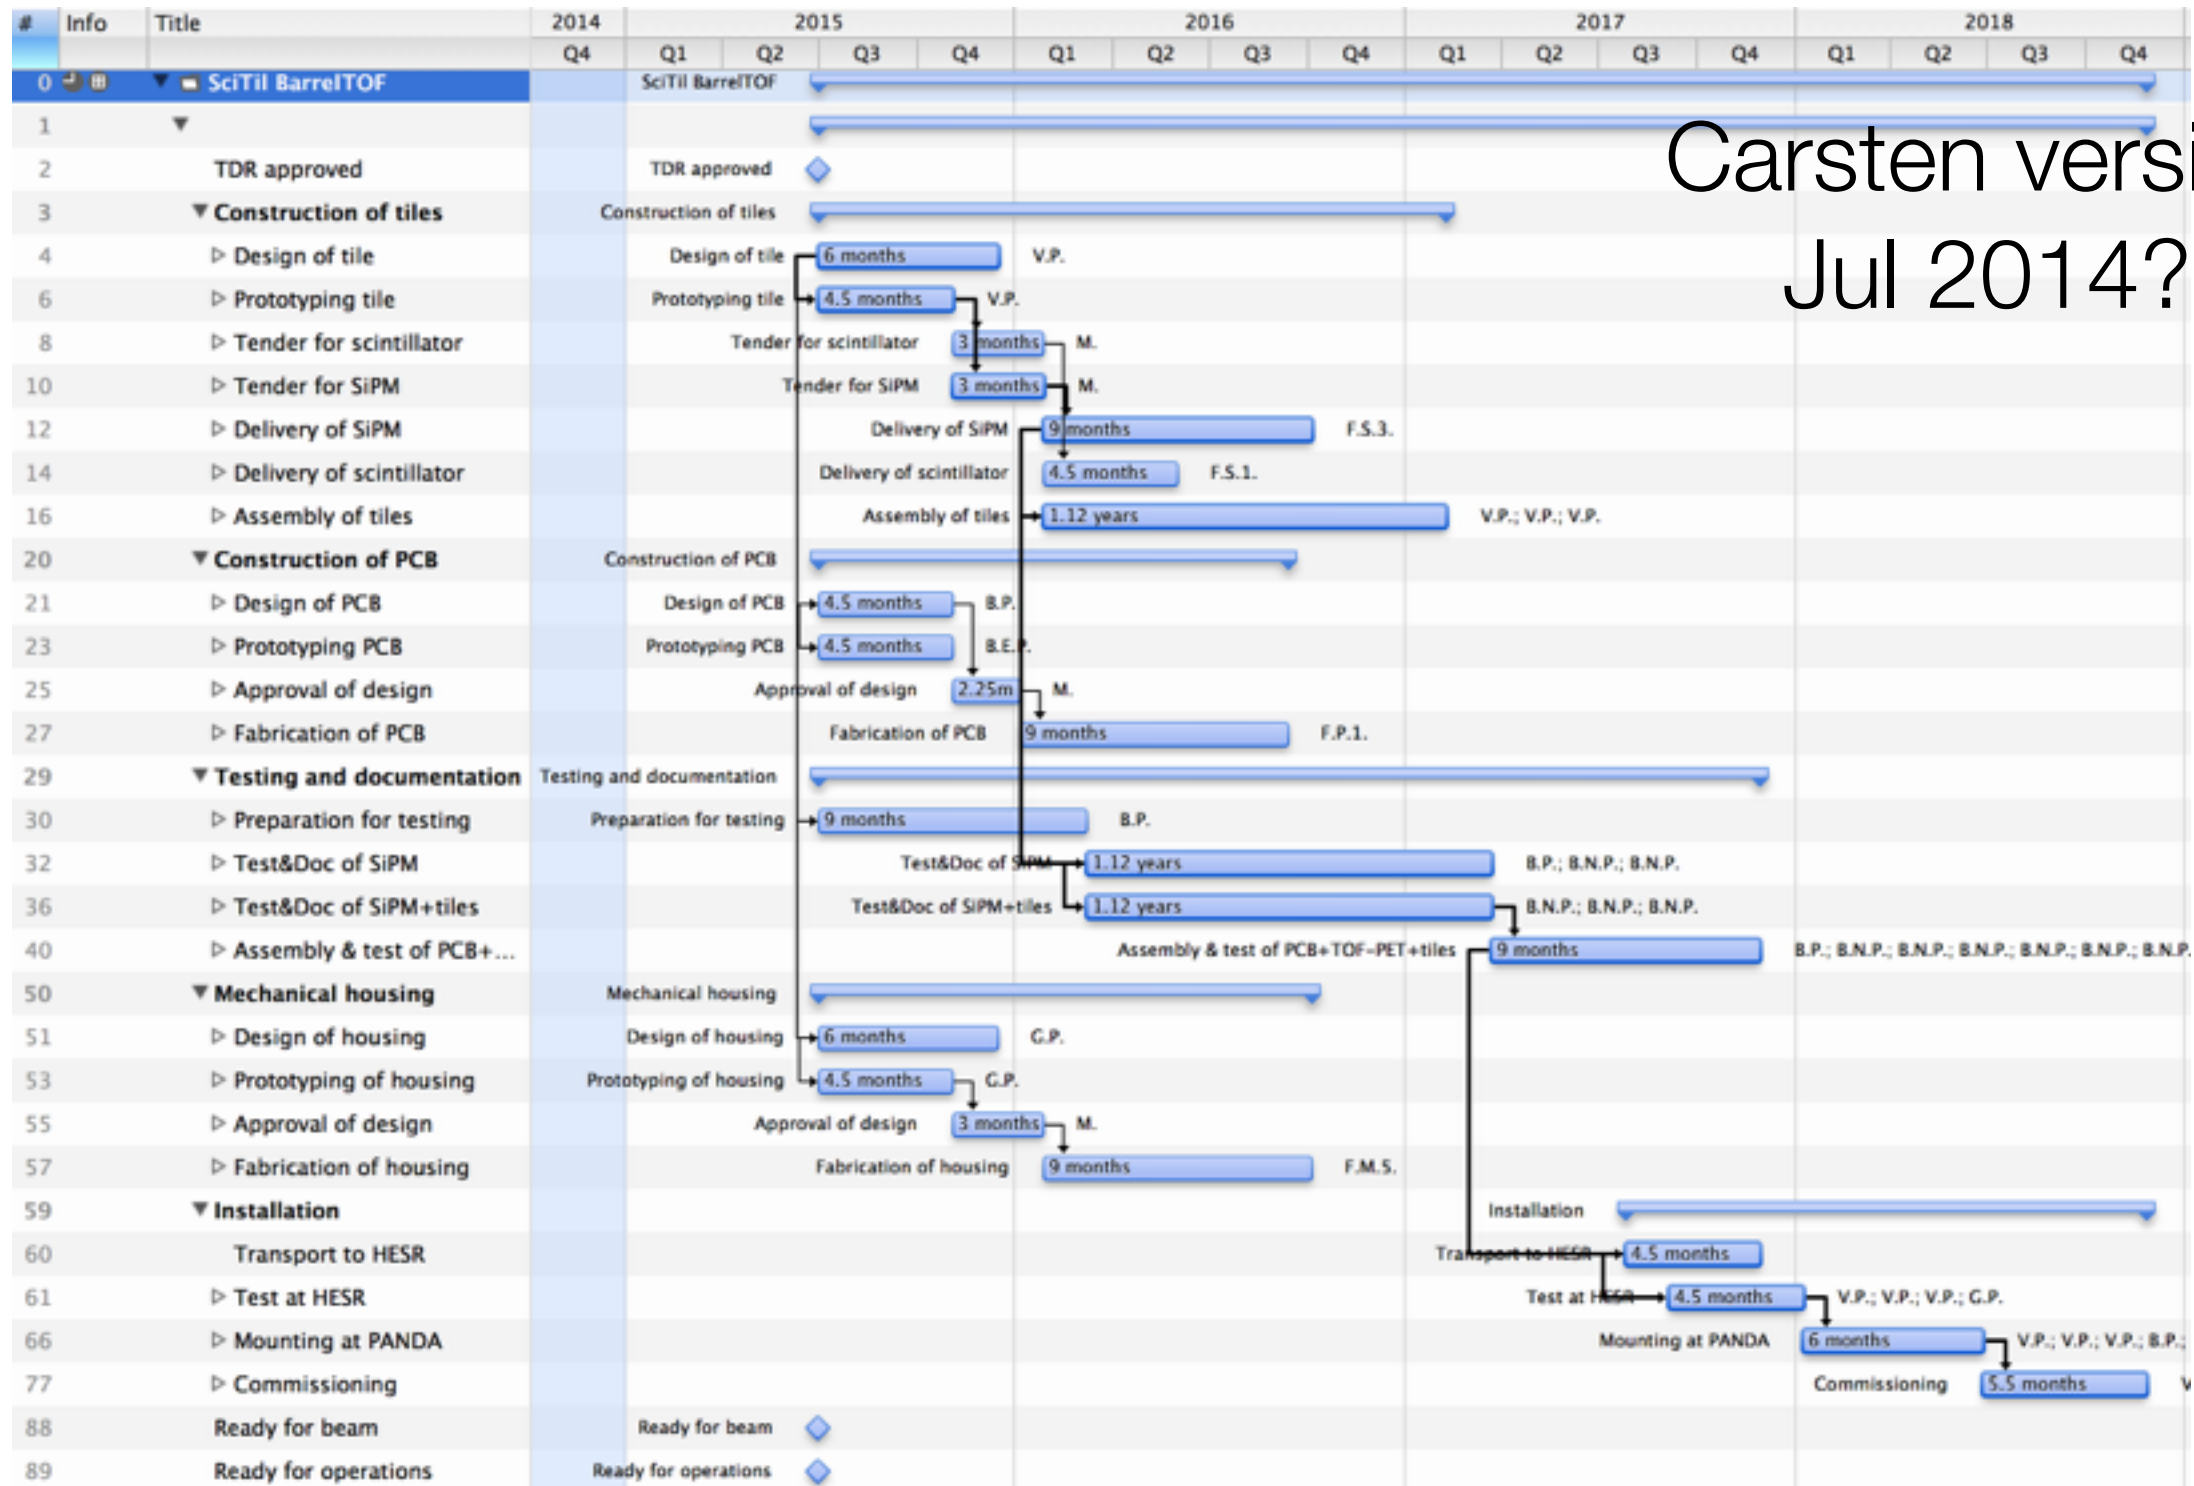 # Info Title 2014 2015 2016 2017 2018
Q4 Q1 Q2 Q3 Q4 Q1 Q2 Q3 Q4 Q1 Q2 Q3 Q4 Q1 Q2 Q3 Q4
0 SciTil BarrelTOF SciTil BarrelTOF
1
Carsten versi
2 TDR approved TDR approved
3 Construction of tiles Construction of tiles
4 Design of tile Design of tile 6 months V.P.
Jul 2014?
6 Prototyping tile Prototyping tile 4.5 months V.P.
8 Tender for scintillator Tender for scintillator 3 months M.
10 Tender for SiPM Tender for SiPM 3 months M.
12 Delivery of SiPM Delivery of SiPM 9 months F.S.3.
14 Delivery of scintillator Delivery of scintillator 4.5 months F.S.1.
16 Assembly of tiles Assembly of tiles 1.12 years V.P.; V.P.; V.P.
20 Construction of PCB Construction of PCB
21 Design of PCB Design of PCB 4.5 months B.P.
23 Prototyping PCB Prototyping PCB 4.5 months B.E.P.
25 Approval of design Approval of design 2.25m M.
27 Fabrication of PCB Fabrication of PCB 9 months F.P.1.
29 Testing and documentation Testing and documentation
30 Preparation for testing Preparation for testing 9 months B.P.
32 Test&Doc of SiPM Test&Doc of SiPM 1.12 years B.P.; B.N.P.; B.N.P.
36 Test&Doc of SiPM+tiles Test&Doc of SiPM+tiles 1.12 years B.N.P.; B.N.P.; B.N.P.
40 Assembly & test of PCB+... Assembly & test of PCB+TOF-PET+tiles 9 months B.P.; B.N.P.; B.N.P.; B.N.P.; B.N.P.; B.N.P.; B.N.P.
50 Mechanical housing Mechanical housing
51 Design of housing Design of housing 6 months G.P.
53 Prototyping of housing Prototyping of housing 4.5 months G.P.
55 Approval of design Approval of design 3 months M.
57 Fabrication of housing Fabrication of housing 9 months F.M.5.
59 Installation Installation
60 Transport to HESR Transport to HESR 4.5 months
61 Test at HESR Test at HESR 4.5 months V.P.; V.P.; V.P.; G.P.
66 Mounting at PANDA Mounting at PANDA 6 months V.P.; V.P.; V.P.; B.P.;
77 Commissioning Commissioning 5.5 months
88 Ready for beam Ready for beam
89 Ready for operations Ready for operations